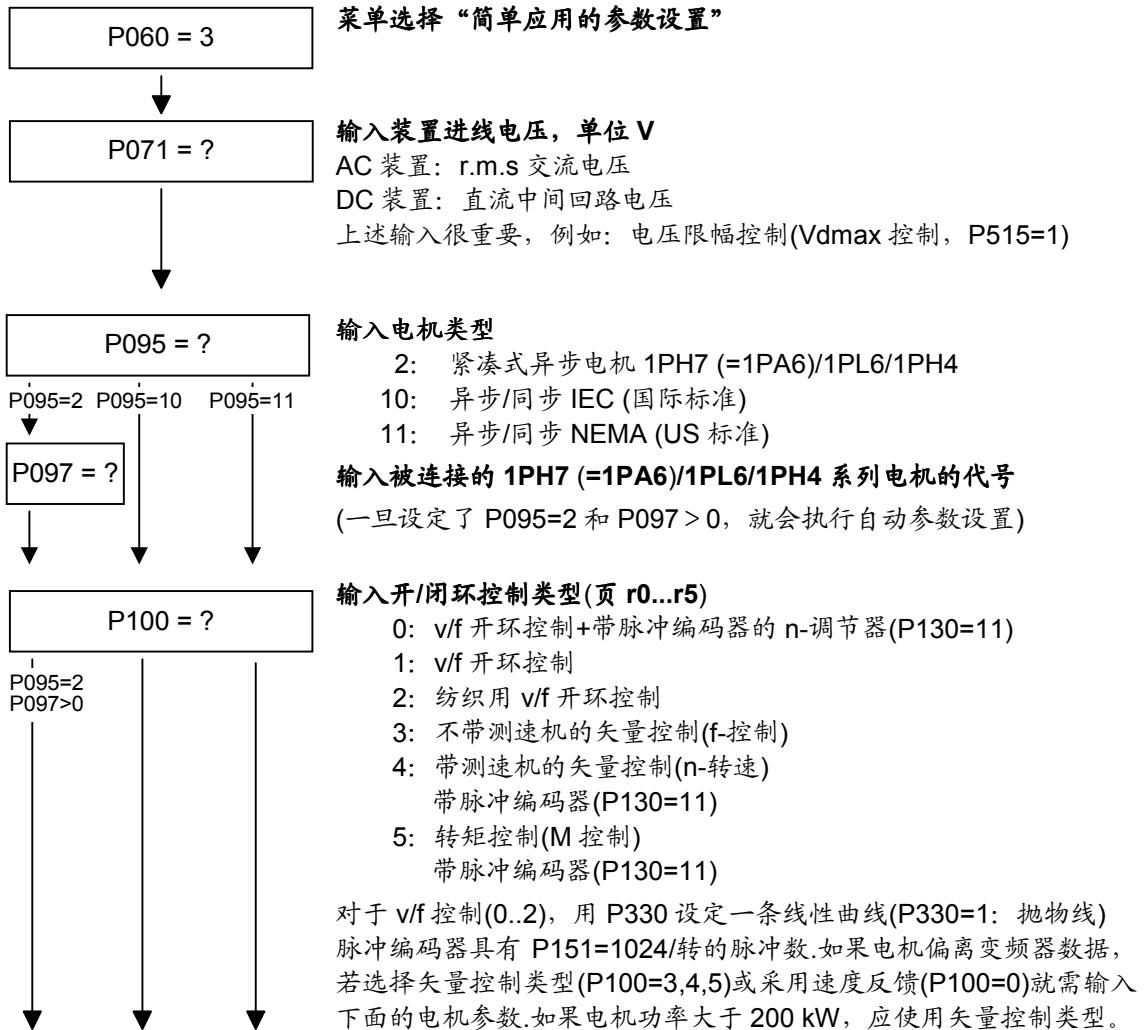 P060 = 3
菜单选择“简单应用的参数设置”
P071 = ?
输入装置进线电压，单位 V
AC 装置：r.m.s 交流电压
DC 装置：直流中间回路电压
上述输入很重要，例如：电压限幅控制(Vdmax 控制，P515=1)
P095 = ?
P095=2 P095=10 P095=11
P097 = ?
输入电机类型
2： 紧凑式异步电机 1PH7 (=1PA6)/1PL6/1PH4
10： 异步/同步 IEC (国际标准)
11： 异步/同步 NEMA (US 标准)
输入被连接的 1PH7 (=1PA6)/1PL6/1PH4 系列电机的代号
(一旦设定了 P095=2 和 P097＞0，就会执行自动参数设置)
P100 = ?
P095=2
P097>0
输入开/闭环控制类型(页 r0...r5)
0：v/f 开环控制+带脉冲编码器的 n-调节器(P130=11)
1：v/f 开环控制
2：纺织用 v/f 开环控制
3：不带测速机的矢量控制(f-控制)
4：带测速机的矢量控制(n-转速)
带脉冲编码器(P130=11)
5：转矩控制(M 控制)
带脉冲编码器(P130=11)
对于 v/f 控制(0..2)，用 P330 设定一条线性曲线(P330=1：抛物线)
脉冲编码器具有 P151=1024/转的脉冲数.如果电机偏离变频器数据，
若选择矢量控制类型(P100=3,4,5)或采用速度反馈(P100=0)就需输入
下面的电机参数.如果电机功率大于 200 kW，应使用矢量控制类型。